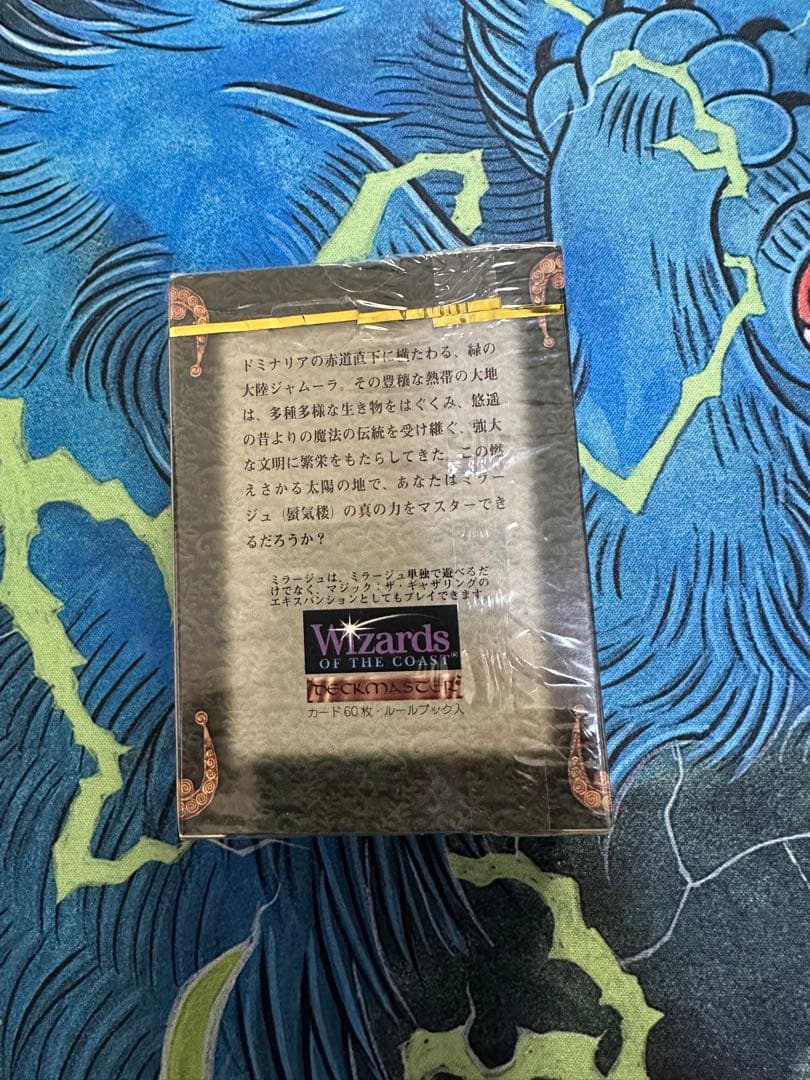 ドミナリアの赤道直下に横たわる、緑の
大陸ジャムーラ。その豊穣な熱帯の大地
は、多種多様な生き物をはぐくみ、悠遥
の昔よりの魔法の伝統を受け継ぐ、強大
な文明に繁栄をもたらしてきた。この燃
えさかる太陽の地で、あなたはミラー
ジュ（蜃気楼）の真の力をマスターでき
るだろうか？
ミラージュは、ミラージュ単独で遊べるだ
けでなく、マジック：ザ・ギャザリングの
エキスパンションとしてもプレイできます。
Wizards
OF THE COAST®
DECKMASTER
カード60枚・ルールブック入